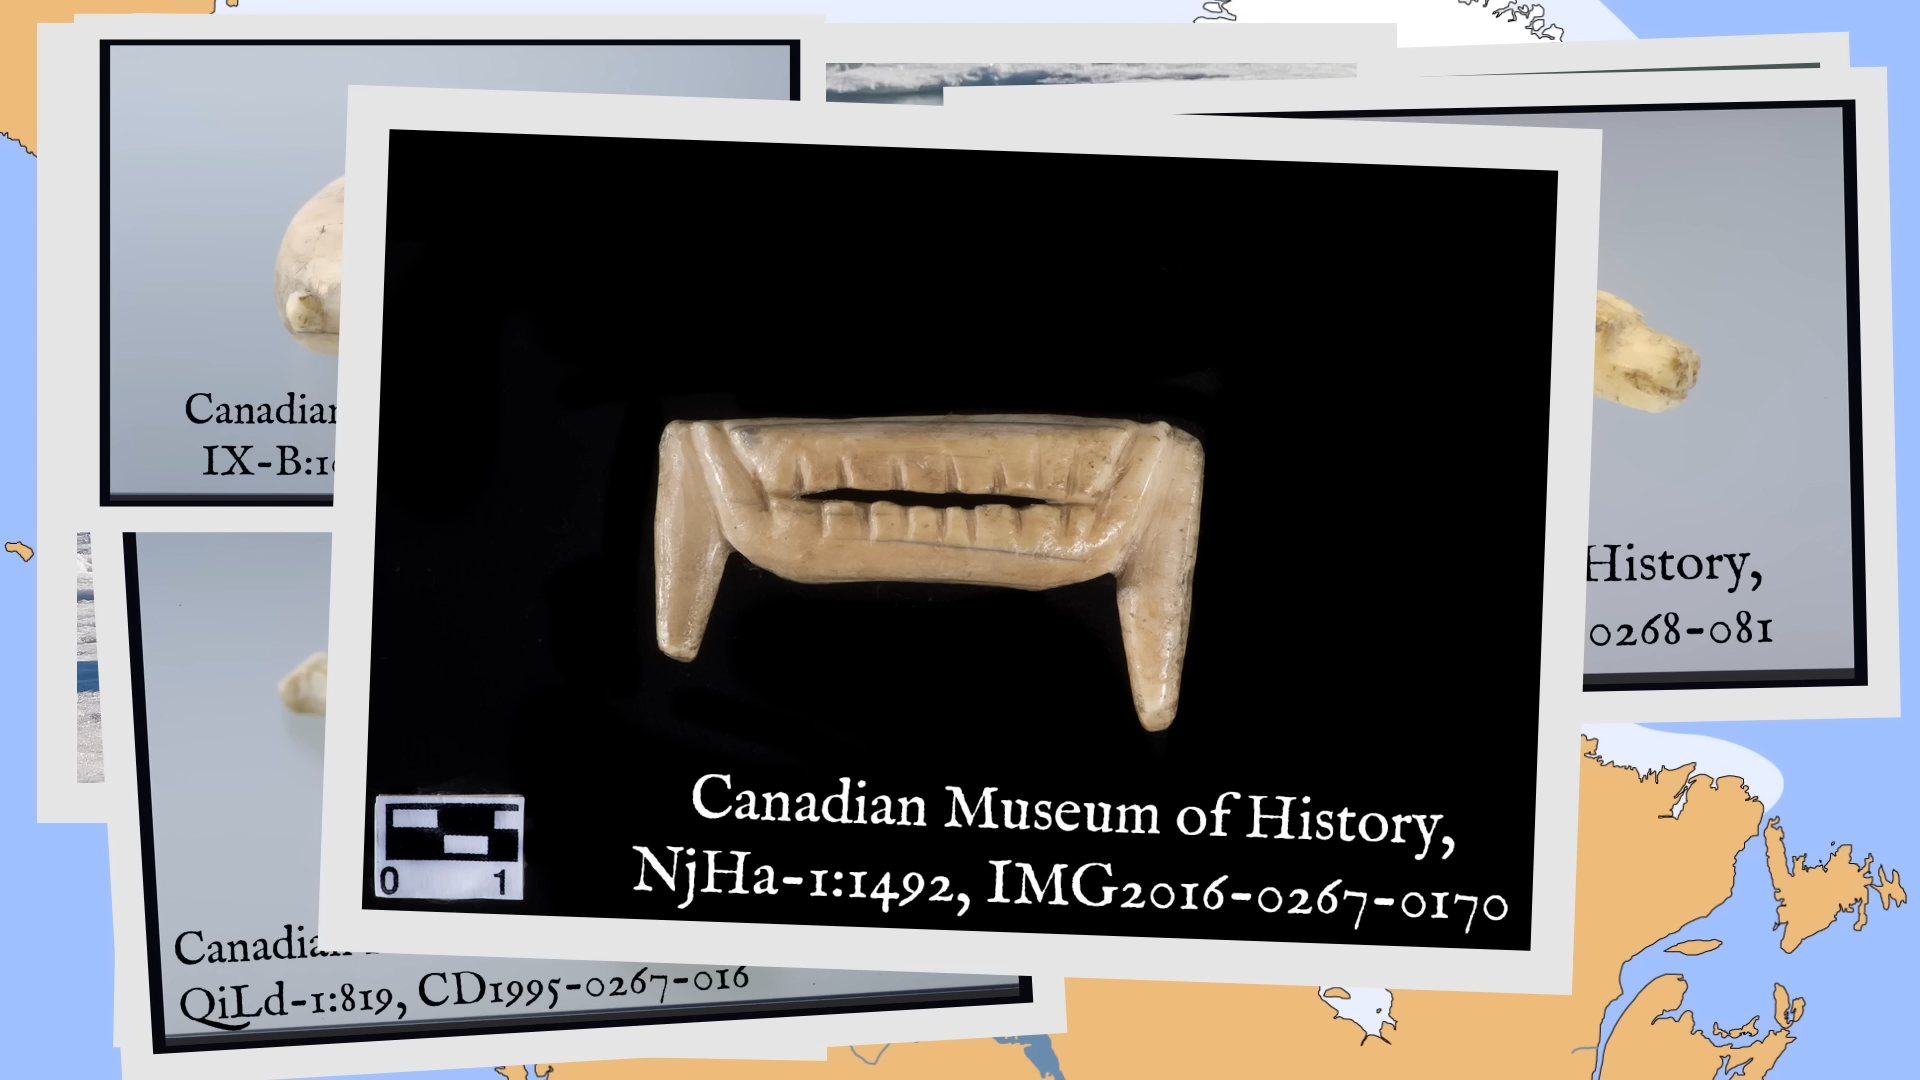 Canadian
IX-B:1
History,
0268-081
Canadian Museum of History,
NjHa-1:1492, IMG2016-0267-0170
0 1
Canadian
QiLd-1:819, CD1995-0267-016